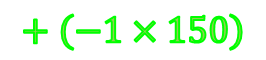 + (−1 × 150)